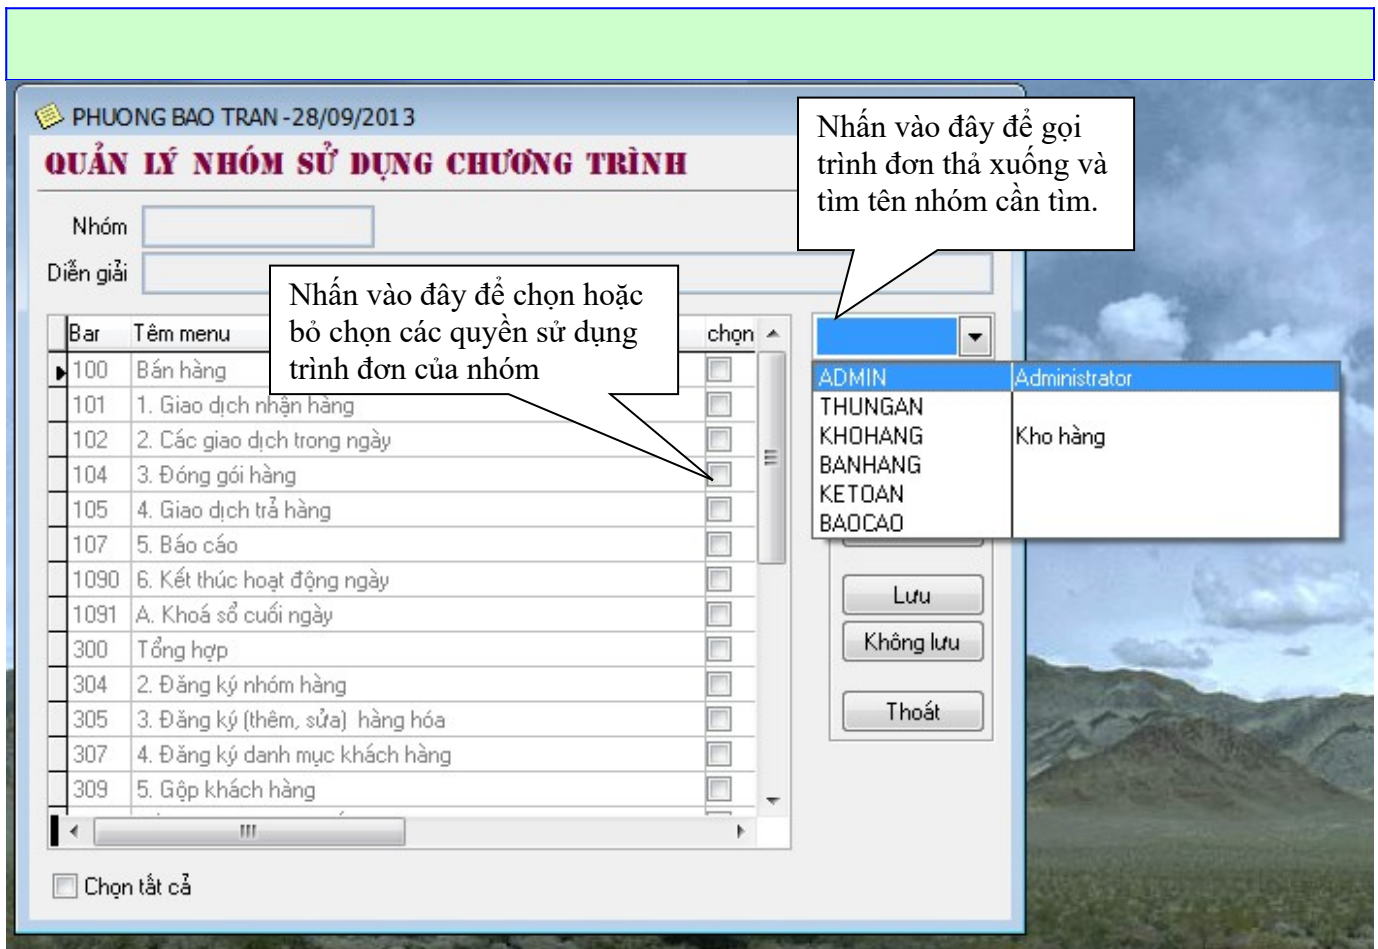 PHUONG BAO TRAN -28/09/2013
QUẢN LÝ NHÓM SỬ DỤNG CHƯƠNG TRÌNH
Nhấn vào đây để gọi
trình đơn thả xuống và
tìm tên nhóm cần tìm.
Nhóm
Diễn giải
Nhấn vào đây để chọn hoặc
bỏ chọn các quyền sử dụng
trình đơn của nhóm
Bar Têm menu chọn
100 Bán hàng
101 1. Giao dịch nhận hàng
102 2. Các giao dịch trong ngày
104 3. Đóng gói hàng
105 4. Giao dịch trả hàng
107 5. Báo cáo
1090 6. Kết thúc hoạt động ngày
1091 A. Khoá sổ cuối ngày
300 Tổng hợp
304 2. Đăng ký nhóm hàng
305 3. Đăng ký (thêm, sửa) hàng hóa
307 4. Đăng ký danh mục khách hàng
309 5. Gộp khách hàng
ADMIN Administrator
THUNGAN
KHOHANG Kho hàng
BANHANG
KETOAN
BAOCAO
Lưu
Không lưu
Thoát
Chọn tất cả